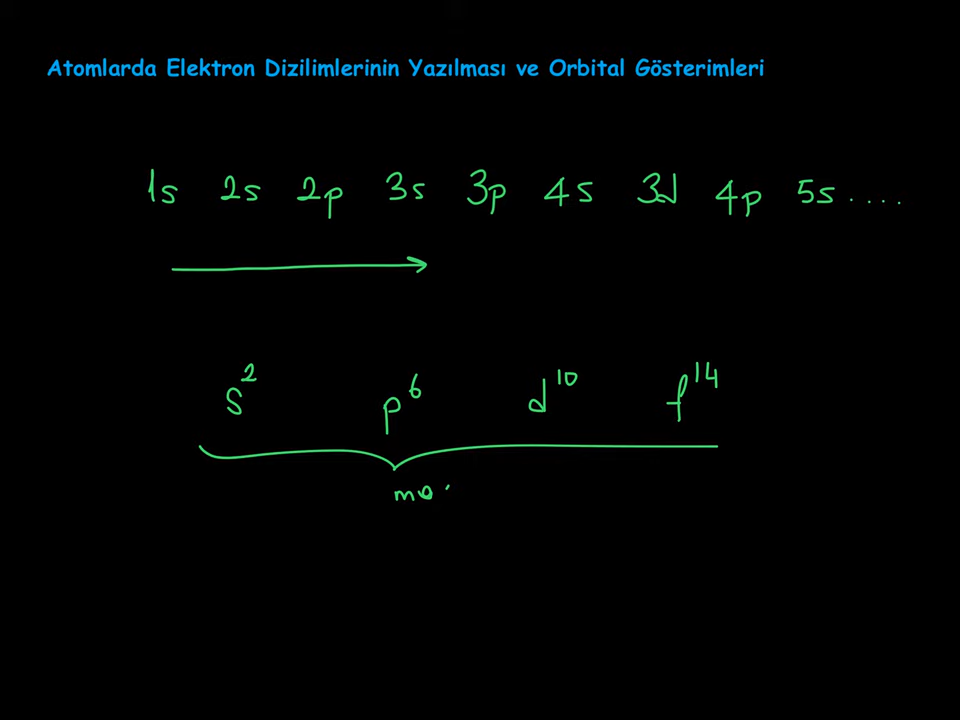 Atomlarda Elektron Dizilimlerinin Yazılması ve Orbital Gösterimleri
1s 2s 2p 3s 3p 4s 3d 4p 5s ....
s² p⁶ d¹⁰ f¹⁴